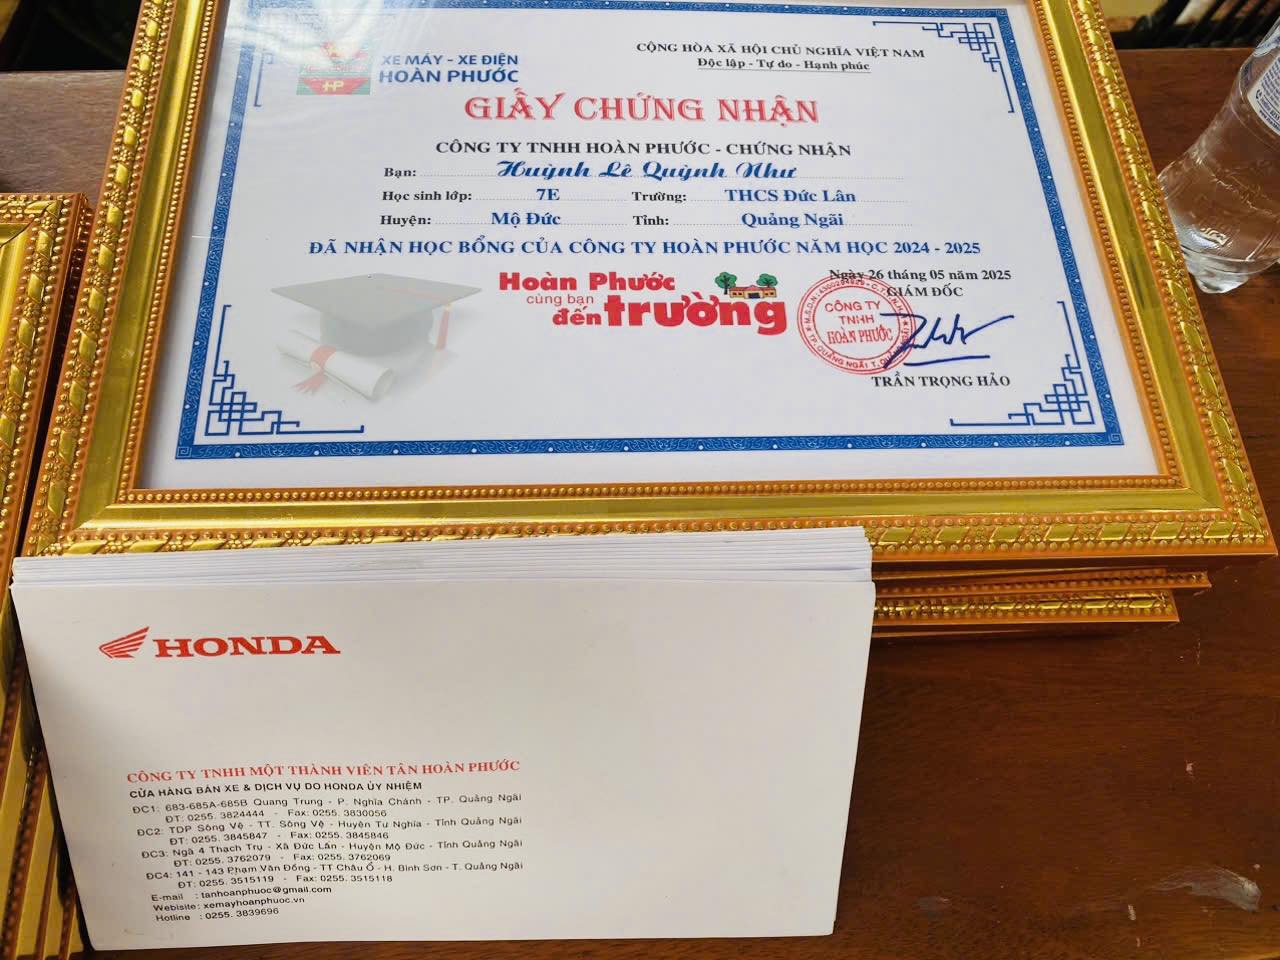 XE MÁY - XE ĐIỆN
HOÀN PHƯỚC
HP
CỘNG HÒA XÃ HỘI CHỦ NGHĨA VIỆT NAM
Độc lập - Tự do - Hạnh phúc
GIẤY CHỨNG NHẬN
CÔNG TY TNHH HOÀN PHƯỚC - CHỨNG NHẬN
Bạn: Huỳnh Lê Quỳnh Như
Học sinh lớp: 7E Trường: THCS Đức Lân
Huyện: Mộ Đức Tỉnh: Quảng Ngãi
ĐÃ NHẬN HỌC BỔNG CỦA CÔNG TY HOÀN PHƯỚC NĂM HỌC 2024 - 2025
Ngày 26 tháng 05 năm 2025
GIÁM ĐỐC
Hoàn Phước
cùng bạn
đến trường
CÔNG TY
TNHH
HOÀN PHƯỚC
TRẦN TRỌNG HẢO
HONDA
CÔNG TY TNHH MỘT THÀNH VIÊN TÂN HOÀN PHƯỚC
CỬA HÀNG BÁN XE & DỊCH VỤ DO HONDA ỦY NHIỆM
ĐC1: 683-685A-685B Quang Trung - P. Nghĩa Chánh - TP. Quảng Ngãi
ĐT: 0255. 3824444 - Fax: 0255. 3830056
ĐC2: TDP Sông Vệ - TT. Sông Vệ - Huyện Tư Nghĩa - Tỉnh Quảng Ngãi
ĐT: 0255. 3845847 - Fax: 0255. 3845846
ĐC3: Ngã 4 Thạch Trụ - Xã Đức Lân - Huyện Mộ Đức - Tỉnh Quảng Ngãi
ĐT: 0255. 3762079 - Fax: 0255. 3762069
ĐC4: 141 - 143 Phạm Văn Đồng - TT Châu Ổ - H. Bình Sơn - T. Quảng Ngãi
ĐT: 0255. 3515119 - Fax: 0255. 3515118
E-mail : tanhoanphuoc@gmail.com
Webisite : xemayhoanphuoc.vn
Hotline : 0255. 3839696